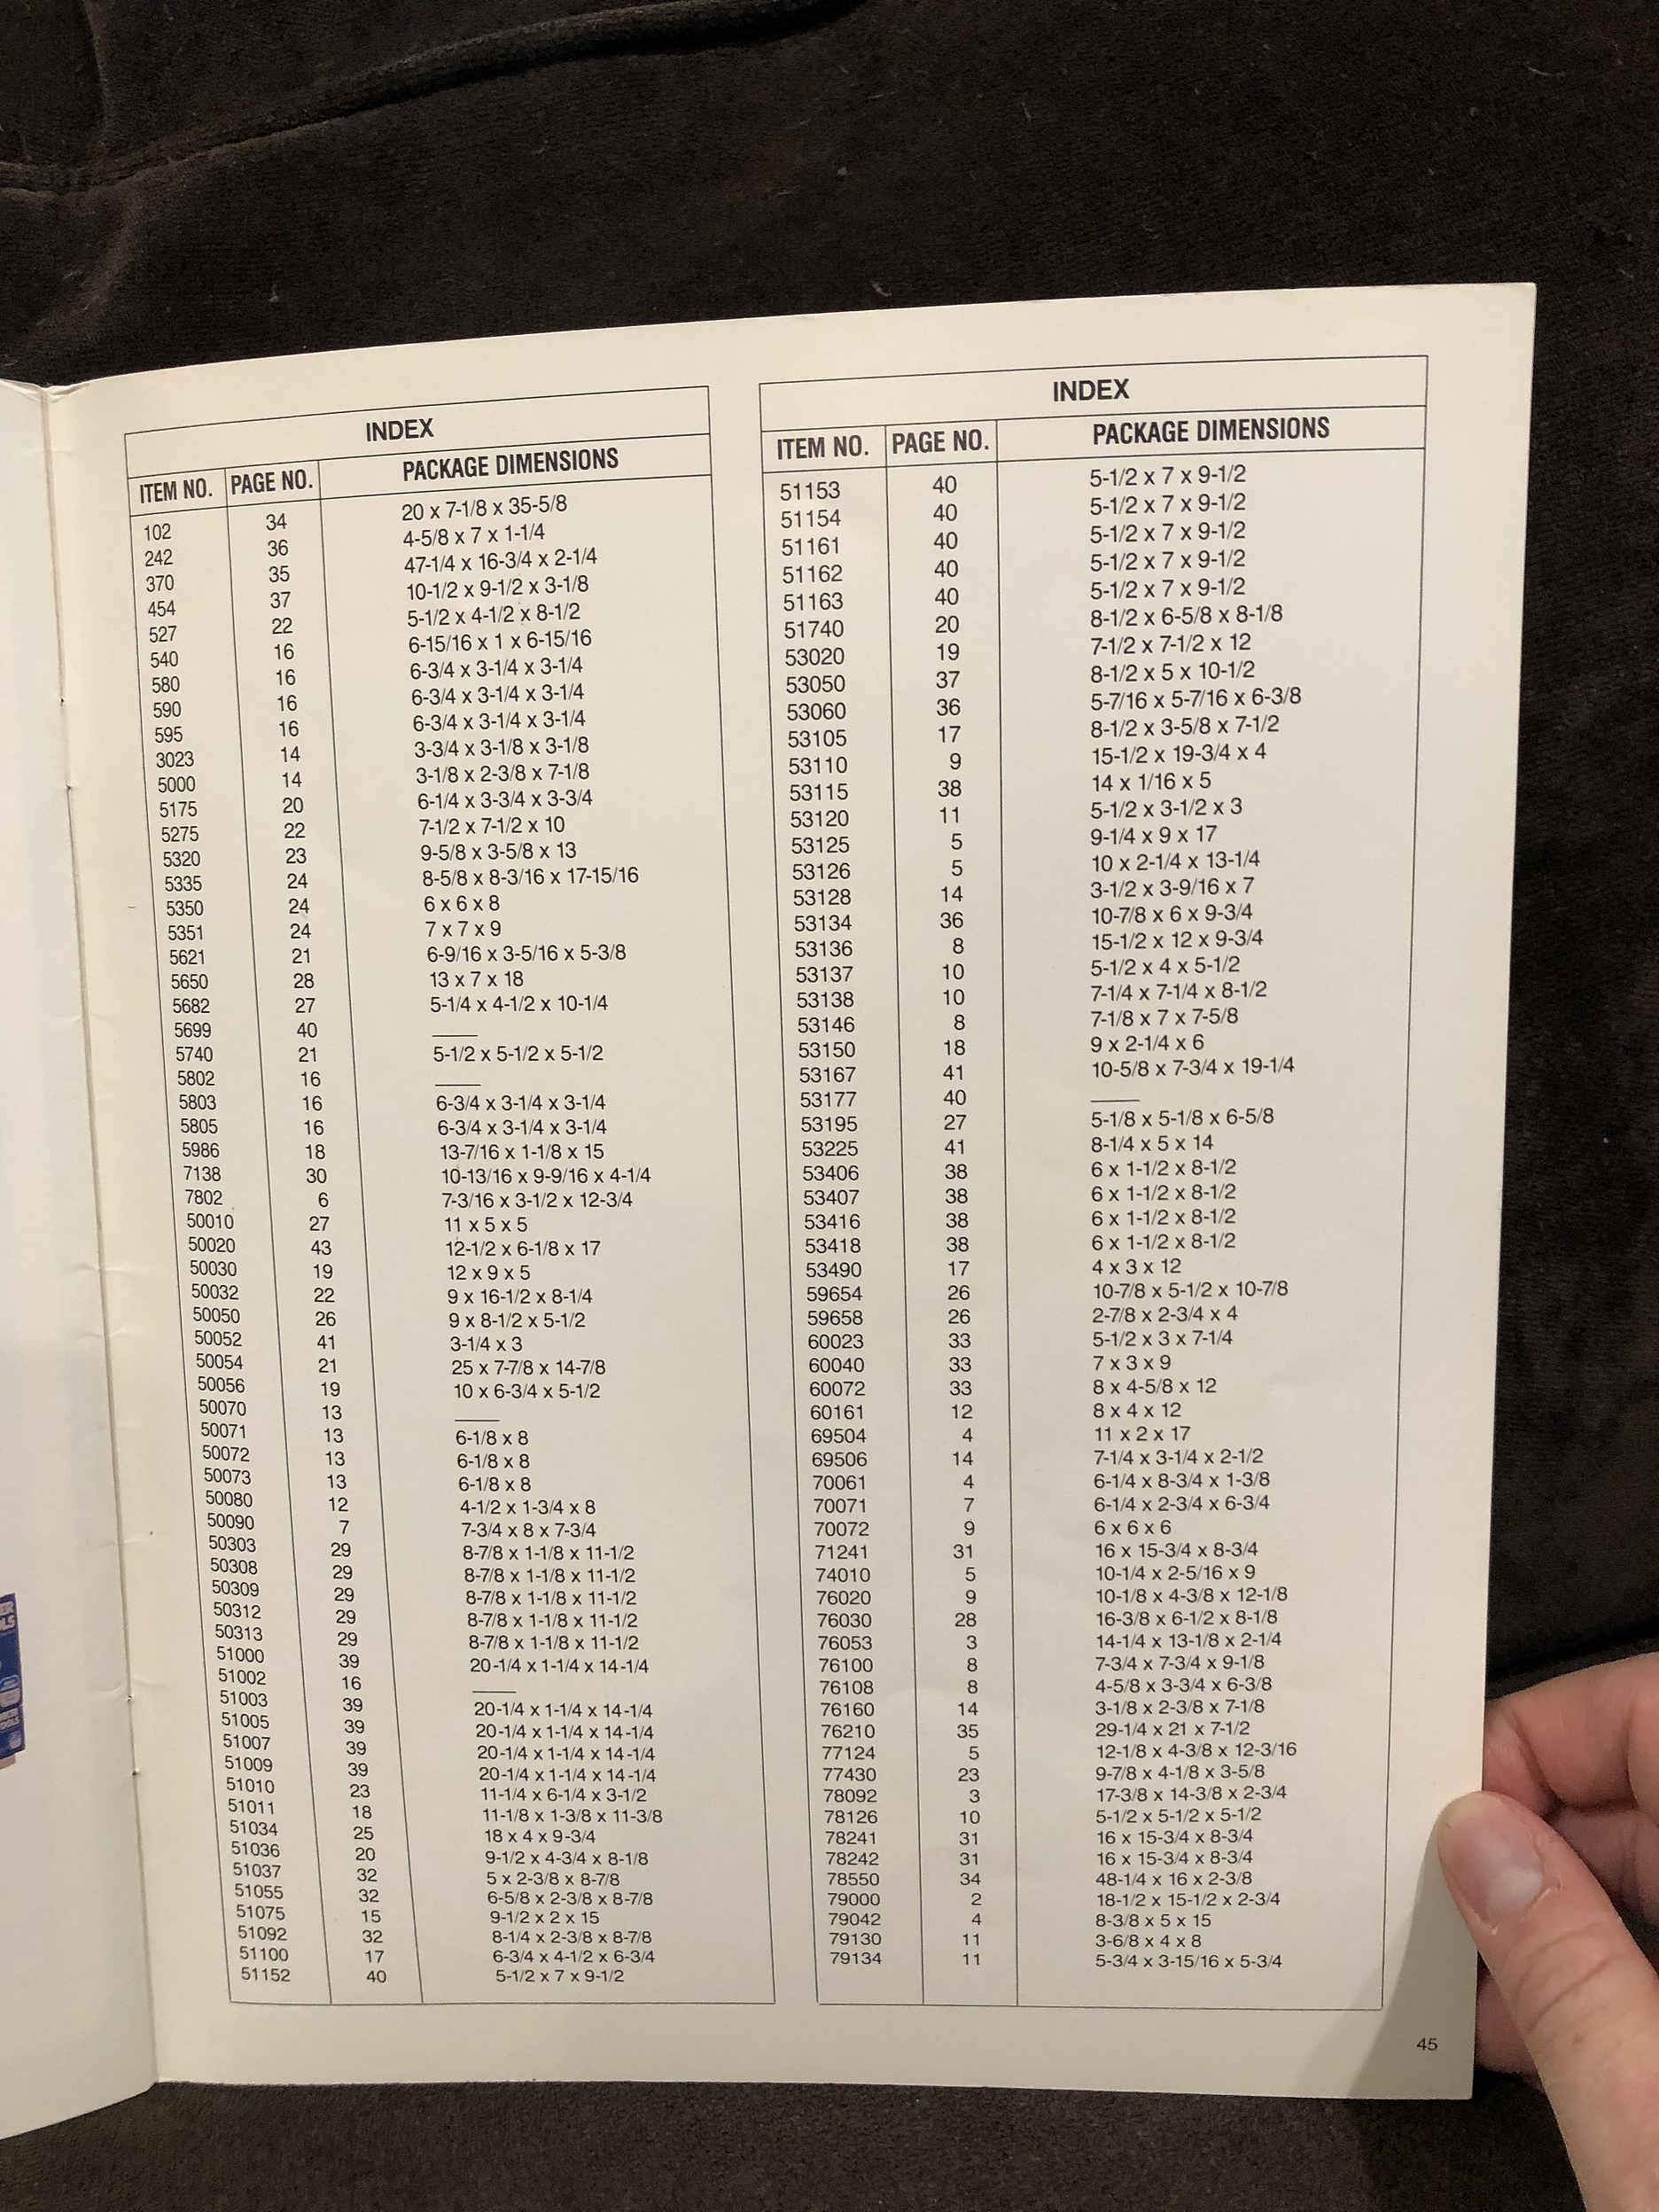 INDEX
ITEM NO. PAGE NO. PACKAGE DIMENSIONS
102 34 20 x 7-1/8 x 35-5/8
242 36 4-5/8 x 7 x 1-1/4
370 35 47-1/4 x 16-3/4 x 2-1/4
454 37 10-1/2 x 9-1/2 x 3-1/8
527 22 5-1/2 x 4-1/2 x 8-1/2
540 16 6-15/16 x 1 x 6-15/16
580 16 6-3/4 x 3-1/4 x 3-1/4
590 16 6-3/4 x 3-1/4 x 3-1/4
595 16 6-3/4 x 3-1/4 x 3-1/4
3023 14 3-3/4 x 3-1/8 x 3-1/8
5000 14 3-1/8 x 2-3/8 x 7-1/8
5175 20 6-1/4 x 3-3/4 x 3-3/4
5275 22 7-1/2 x 7-1/2 x 10
5320 23 9-5/8 x 3-5/8 x 13
5335 24 8-5/8 x 8-3/16 x 17-15/16
5350 24 6 x 6 x 8
5351 24 7 x 7 x 9
5621 21 6-9/16 x 3-5/16 x 5-3/8
5650 28 13 x 7 x 18
5682 27 5-1/4 x 4-1/2 x 10-1/4
5699 40 ____
5740 21 5-1/2 x 5-1/2 x 5-1/2
5802 16 ____
5803 16 6-3/4 x 3-1/4 x 3-1/4
5805 16 6-3/4 x 3-1/4 x 3-1/4
5986 18 13-7/16 x 1-1/8 x 15
7138 30 10-13/16 x 9-9/16 x 4-1/4
7802 6 7-3/16 x 3-1/2 x 12-3/4
50010 27 11 x 5 x 5
50020 43 12-1/2 x 6-1/8 x 17
50030 19 12 x 9 x 5
50032 22 9 x 16-1/2 x 8-1/4
50050 26 9 x 8-1/2 x 5-1/2
50052 41 3-1/4 x 3
50054 21 25 x 7-7/8 x 14-7/8
50056 19 10 x 6-3/4 x 5-1/2
50070 13 ____
50071 13 6-1/8 x 8
50072 13 6-1/8 x 8
50073 13 6-1/8 x 8
50080 12 4-1/2 x 1-3/4 x 8
50090 7 7-3/4 x 8 x 7-3/4
50303 29 8-7/8 x 1-1/8 x 11-1/2
50308 29 8-7/8 x 1-1/8 x 11-1/2
50309 29 8-7/8 x 1-1/8 x 11-1/2
50312 29 8-7/8 x 1-1/8 x 11-1/2
50313 29 8-7/8 x 1-1/8 x 11-1/2
51000 39 20-1/4 x 1-1/4 x 14-1/4
51002 16 ____
51003 39 20-1/4 x 1-1/4 x 14-1/4
51005 39 20-1/4 x 1-1/4 x 14-1/4
51007 39 20-1/4 x 1-1/4 x 14-1/4
51009 39 20-1/4 x 1-1/4 x 14-1/4
51010 23 11-1/4 x 6-1/4 x 3-1/2
51011 18 11-1/8 x 1-3/8 x 11-3/8
51034 25 18 x 4 x 9-3/4
51036 20 9-1/2 x 4-3/4 x 8-1/8
51037 32 5 x 2-3/8 x 8-7/8
51055 32 6-5/8 x 2-3/8 x 8-7/8
51075 15 9-1/2 x 2 x 15
51092 32 8-1/4 x 2-3/8 x 8-7/8
51100 17 6-3/4 x 4-1/2 x 6-3/4
51152 40 5-1/2 x 7 x 9-1/2
INDEX
ITEM NO. PAGE NO. PACKAGE DIMENSIONS
51153 40 5-1/2 x 7 x 9-1/2
51154 40 5-1/2 x 7 x 9-1/2
51161 40 5-1/2 x 7 x 9-1/2
51162 40 5-1/2 x 7 x 9-1/2
51163 40 5-1/2 x 7 x 9-1/2
51740 20 8-1/2 x 6-5/8 x 8-1/8
53020 19 7-1/2 x 7-1/2 x 12
53050 37 8-1/2 x 5 x 10-1/2
53060 36 5-7/16 x 5-7/16 x 6-3/8
53105 17 8-1/2 x 3-5/8 x 7-1/2
53110 9 15-1/2 x 19-3/4 x 4
53115 38 14 x 1/16 x 5
53120 11 5-1/2 x 3-1/2 x 3
53125 5 9-1/4 x 9 x 17
53126 5 10 x 2-1/4 x 13-1/4
53128 14 3-1/2 x 3-9/16 x 7
53134 36 10-7/8 x 6 x 9-3/4
53136 8 15-1/2 x 12 x 9-3/4
53137 10 5-1/2 x 4 x 5-1/2
53138 10 7-1/4 x 7-1/4 x 8-1/2
53146 8 7-1/8 x 7 x 7-5/8
53150 18 9 x 2-1/4 x 6
53167 41 10-5/8 x 7-3/4 x 19-1/4
53177 40 ____
53195 27 5-1/8 x 5-1/8 x 6-5/8
53225 41 8-1/4 x 5 x 14
53406 38 6 x 1-1/2 x 8-1/2
53407 38 6 x 1-1/2 x 8-1/2
53416 38 6 x 1-1/2 x 8-1/2
53418 38 6 x 1-1/2 x 8-1/2
53490 17 4 x 3 x 12
59654 26 10-7/8 x 5-1/2 x 10-7/8
59658 26 2-7/8 x 2-3/4 x 4
60023 33 5-1/2 x 3 x 7-1/4
60040 33 7 x 3 x 9
60072 33 8 x 4-5/8 x 12
60161 12 8 x 4 x 12
69504 4 11 x 2 x 17
69506 14 7-1/4 x 3-1/4 x 2-1/2
70061 4 6-1/4 x 8-3/4 x 1-3/8
70071 7 6-1/4 x 2-3/4 x 6-3/4
70072 9 6 x 6 x 6
71241 31 16 x 15-3/4 x 8-3/4
74010 5 10-1/4 x 2-5/16 x 9
76020 9 10-1/8 x 4-3/8 x 12-1/8
76030 28 16-3/8 x 6-1/2 x 8-1/8
76053 3 14-1/4 x 13-1/8 x 2-1/4
76100 8 7-3/4 x 7-3/4 x 9-1/8
76108 8 4-5/8 x 3-3/4 x 6-3/8
76160 14 3-1/8 x 2-3/8 x 7-1/8
76210 35 29-1/4 x 21 x 7-1/2
77124 5 12-1/8 x 4-3/8 x 12-3/16
77430 23 9-7/8 x 4-1/8 x 3-5/8
78092 3 17-3/8 x 14-3/8 x 2-3/4
78126 10 5-1/2 x 5-1/2 x 5-1/2
78241 31 16 x 15-3/4 x 8-3/4
78242 31 16 x 15-3/4 x 8-3/4
78550 34 48-1/4 x 16 x 2-3/8
79000 2 18-1/2 x 15-1/2 x 2-3/4
79042 4 8-3/8 x 5 x 15
79130 11 3-6/8 x 4 x 8
79134 11 5-3/4 x 3-15/16 x 5-3/4
45